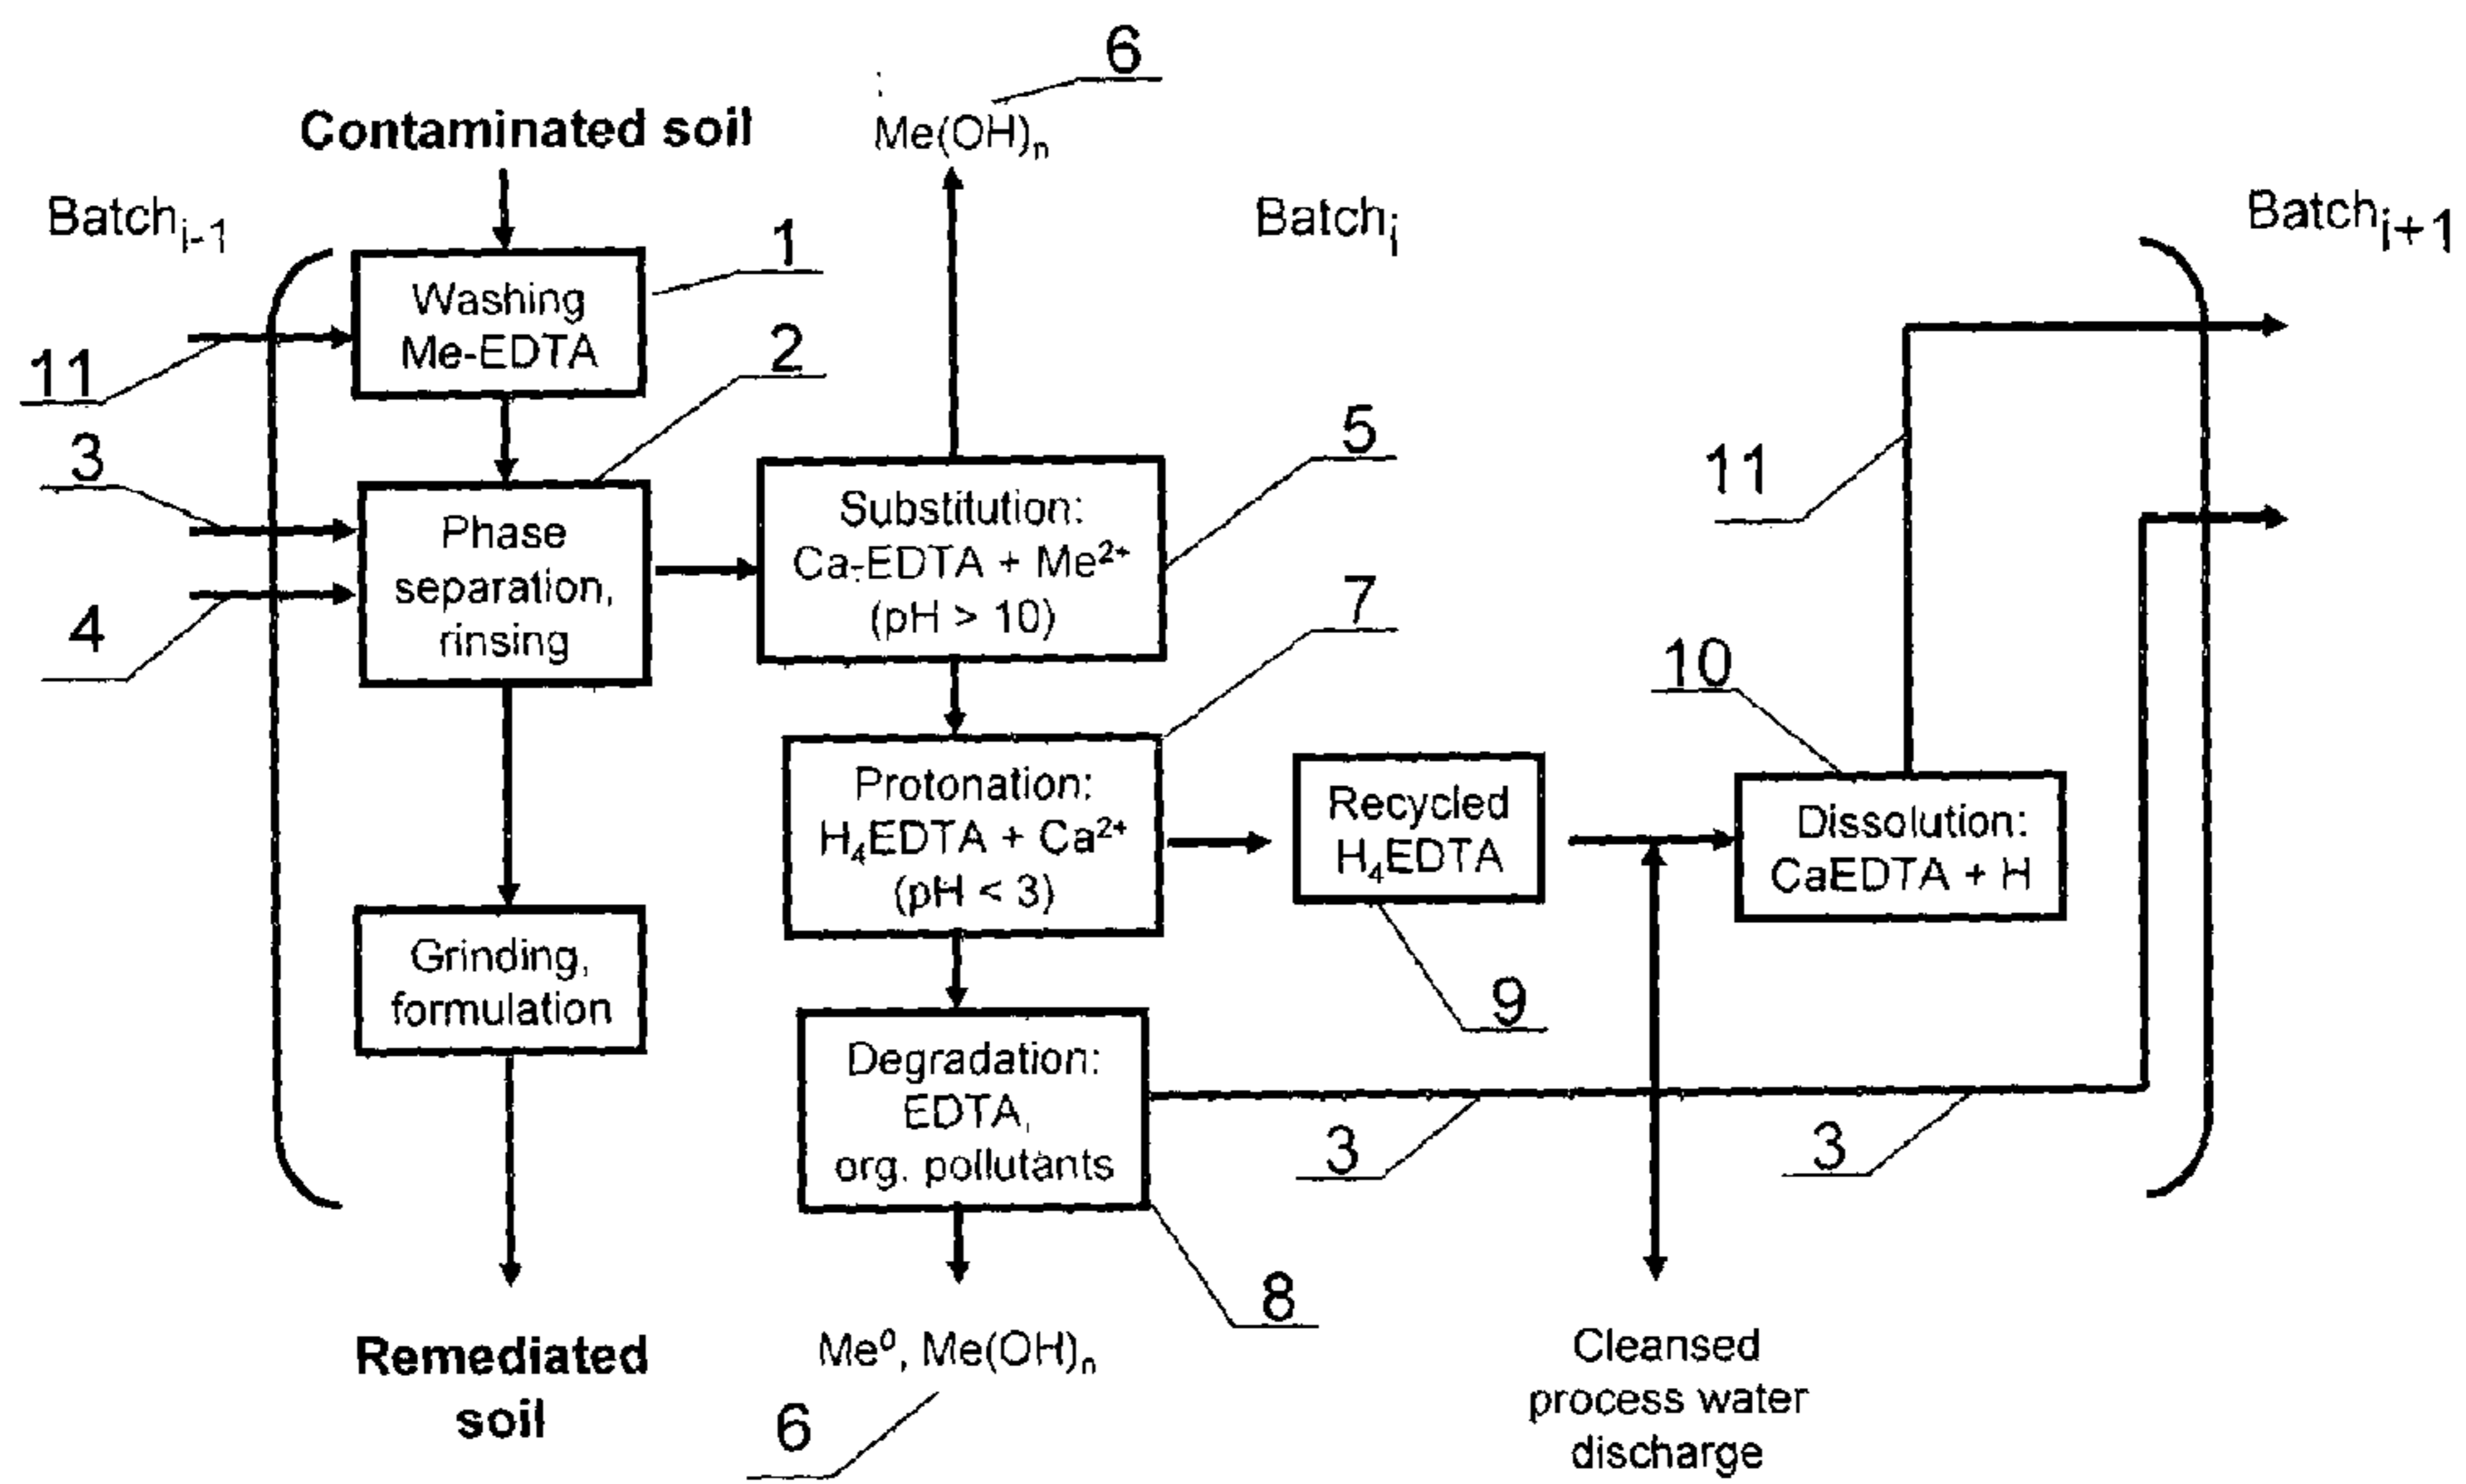 6
Contaminated soil
Me(OH)n
Batchi-1
Batchi
Batchi+1
1
Washing
Me-EDTA
11
2
3
Phase
separation,
rinsing
4
5
Substitution:
Ca-EDTA + Me²⁺
(pH > 10)
11
7
Protonation:
H₄EDTA + Ca²⁺
(pH < 3)
Recycled
H₄EDTA
9
10
Dissolution:
CaEDTA + H
Grinding,
formulation
Degradation:
EDTA,
org. pollutants
3
3
8
Remediated
soil
Me⁰, Me(OH)n
6
Cleansed
process water
discharge